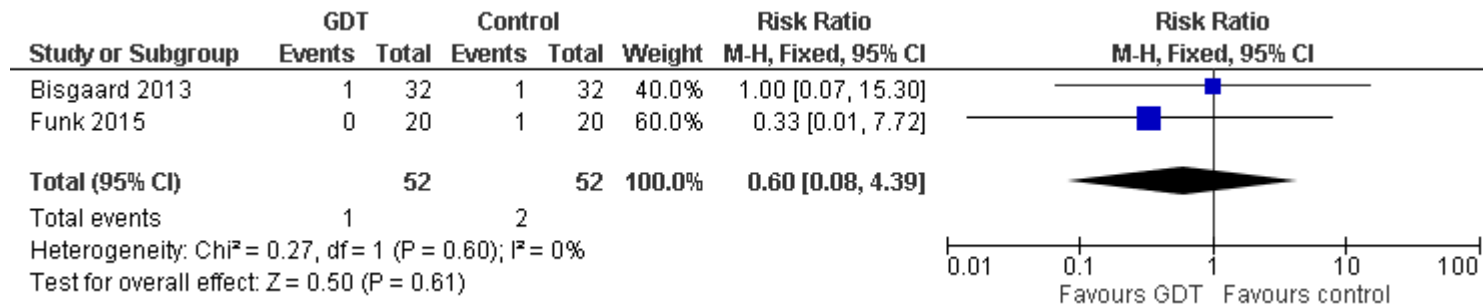 GDT Control Risk Ratio Risk Ratio
Study or Subgroup Events Total Events Total Weight M-H, Fixed, 95% CI M-H, Fixed, 95% CI
Bisgaard 2013 1 32 1 32 40.0% 1.00 [0.07, 15.30]
Funk 2015 0 20 1 20 60.0% 0.33 [0.01, 7.72]
Total (95% CI) 52 52 100.0% 0.60 [0.08, 4.39]
Total events 1 2
Heterogeneity: Chi² = 0.27, df = 1 (P = 0.60); I² = 0%
Test for overall effect: Z = 0.50 (P = 0.61)
0.01 0.1 1 10 100
Favours GDT Favours control